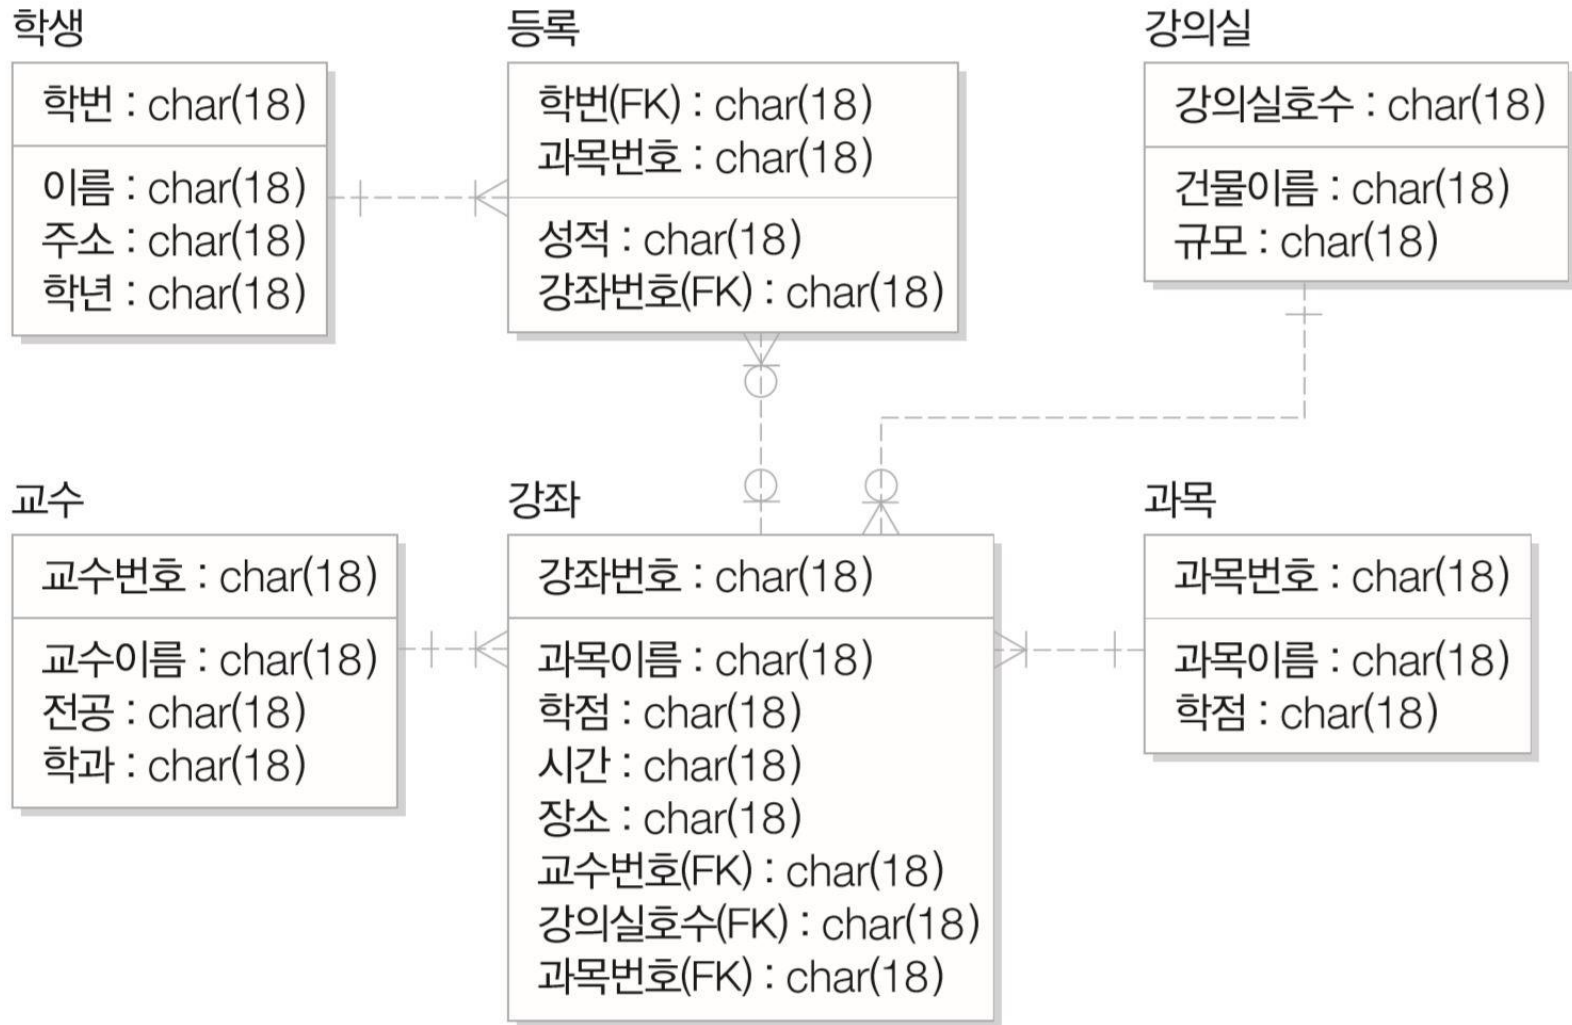 학생
학번 : char(18)
이름 : char(18)
주소 : char(18)
학년 : char(18)
등록
학번(FK) : char(18)
과목번호 : char(18)
성적 : char(18)
강좌번호(FK) : char(18)
강의실
강의실호수 : char(18)
건물이름 : char(18)
규모 : char(18)
교수
교수번호 : char(18)
교수이름 : char(18)
전공 : char(18)
학과 : char(18)
강좌
강좌번호 : char(18)
과목이름 : char(18)
학점 : char(18)
시간 : char(18)
장소 : char(18)
교수번호(FK) : char(18)
강의실호수(FK) : char(18)
과목번호(FK) : char(18)
과목
과목번호 : char(18)
과목이름 : char(18)
학점 : char(18)